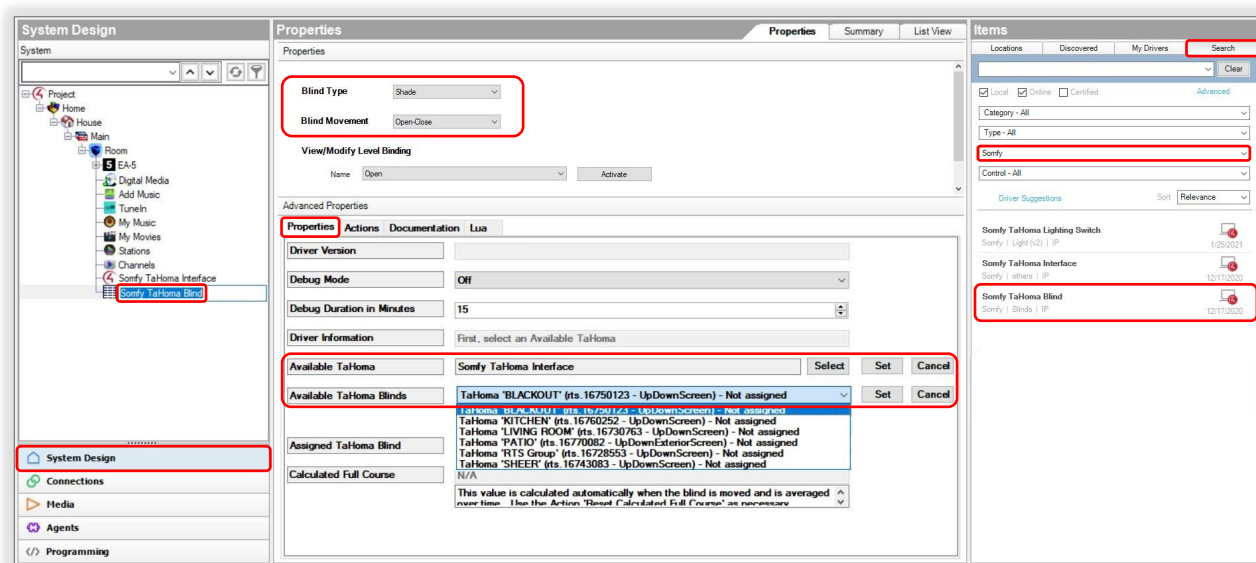 System Design
System
Project
Home
House
Main
Room
EA-5
Digital Media
Add Music
TuneIn
My Music
My Movies
Stations
Channels
Somfy TaHoma Interface
Somfy TaHoma Blind
System Design
Connections
Media
Agents
Programming
Properties
Properties Summary List View
Properties
Blind Type Shade
Blind Movement Open-Close
View/Modify Level Binding
Name Open Activate
Advanced Properties
Properties Actions Documentation Lua
Driver Version
Debug Mode Off
Debug Duration in Minutes 15
Driver Information First, select an Available TaHoma
Available TaHoma Somfy TaHoma Interface Select Set Cancel
Available TaHoma Blinds TaHoma 'BLACKOUT' (rts.16750123 - UpDownScreen) - Not assigned Set Cancel
TaHoma 'BLACKOUT' (rts.16750123 - UpDownScreen) - Not assigned
TaHoma 'KITCHEN' (rts.16760252 - UpDownScreen) - Not assigned
TaHoma 'LIVING ROOM' (rts.16730763 - UpDownScreen) - Not assigned
TaHoma 'PATIO' (rts.16770082 - UpDownExteriorScreen) - Not assigned
TaHoma 'RTS Group' (rts.16728553 - UpDownScreen) - Not assigned
TaHoma 'SHEER' (rts.16743083 - UpDownScreen) - Not assigned
Assigned TaHoma Blind
Calculated Full Course N/A
This value is calculated automatically when the blind is moved and is averaged
over time. Use the Action 'Reset Calculated Full Course' as necessary
Items
Locations Discovered My Drivers Search
Clear
Local Online Certified Advanced
Category - All
Type - All
Somfy
Control - All
Driver Suggestions Sort Relevance
Somfy TaHoma Lighting Switch
Somfy | Light (v2) | IP 1/25/2021
Somfy TaHoma Interface
Somfy | others | IP 12/17/2020
Somfy TaHoma Blind
Somfy | Blinds | IP 12/17/2020